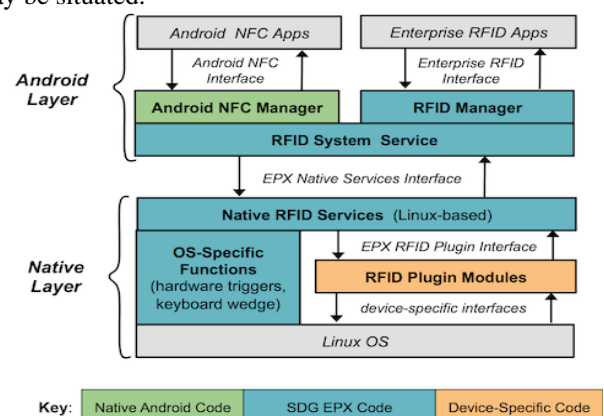 may be situated.
Android NFC Apps
Enterprise RFID Apps
Android
Layer
Android NFC
Interface
Enterprise RFID
Interface
Android NFC Manager
RFID Manager
RFID System Service
EPX Native Services Interface
Native RFID Services (Linux-based)
Native
Layer
OS-Specific
Functions
(hardware triggers,
keyboard wedge)
EPX RFID Plugin Interface
RFID Plugin Modules
device-specific interfaces
Linux OS
Key: Native Android Code SDG EPX Code Device-Specific Code